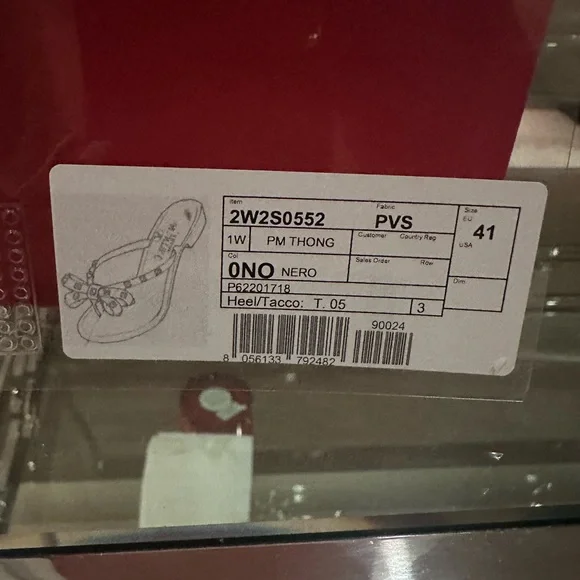 Item
2W2S0552
Fabric
PVS
Size
EU
41
USA
1W PM THONG
Customer Country Reg
Col
0NO NERO
Sales Order Row
Dim
P62201718
Heel/Tacco: T. 05
3
90024
8 056133 792482